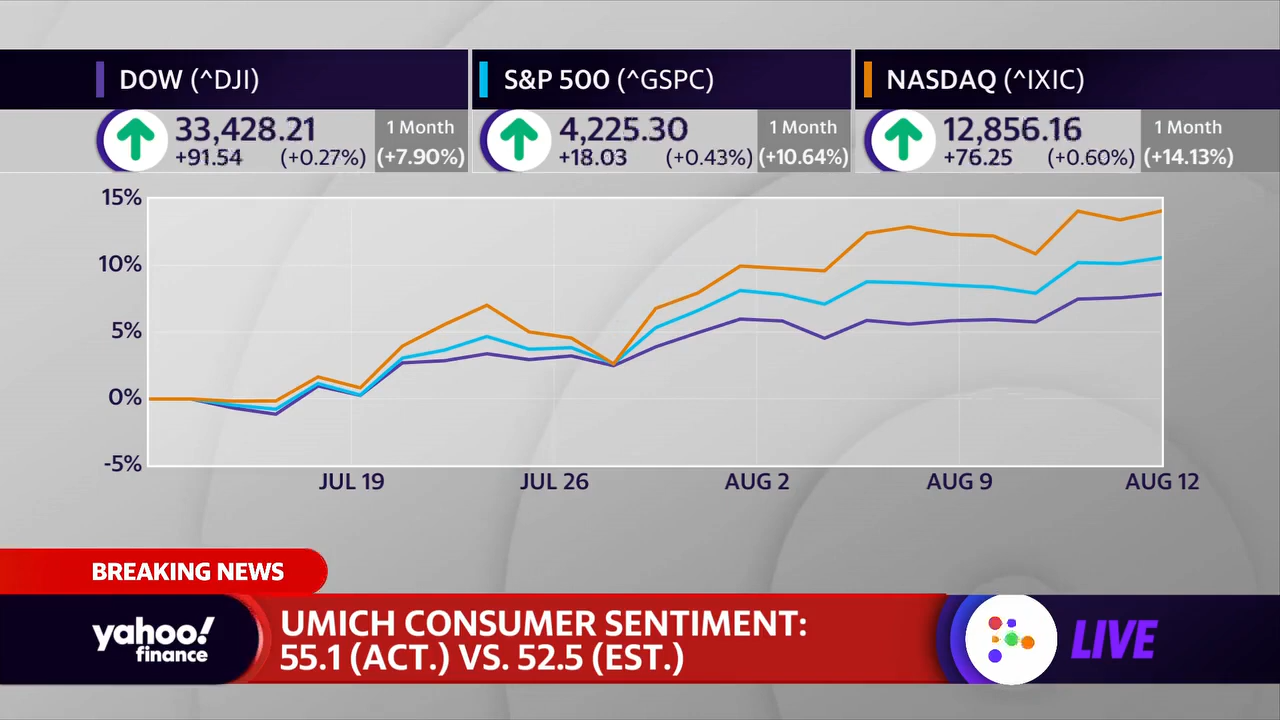 DOW (^DJI)
33,428.21
+91.54 (+0.27%)
1 Month
(+7.90%)
S&P 500 (^GSPC)
4,225.30
+18.03 (+0.43%)
1 Month
(+10.64%)
NASDAQ (^IXIC)
12,856.16
+76.25 (+0.60%)
1 Month
(+14.13%)
15%
10%
5%
0%
-5%
JUL 19 JUL 26 AUG 2 AUG 9 AUG 12
BREAKING NEWS
yahoo!
finance
UMICH CONSUMER SENTIMENT:
55.1 (ACT.) VS. 52.5 (EST.)
LIVE